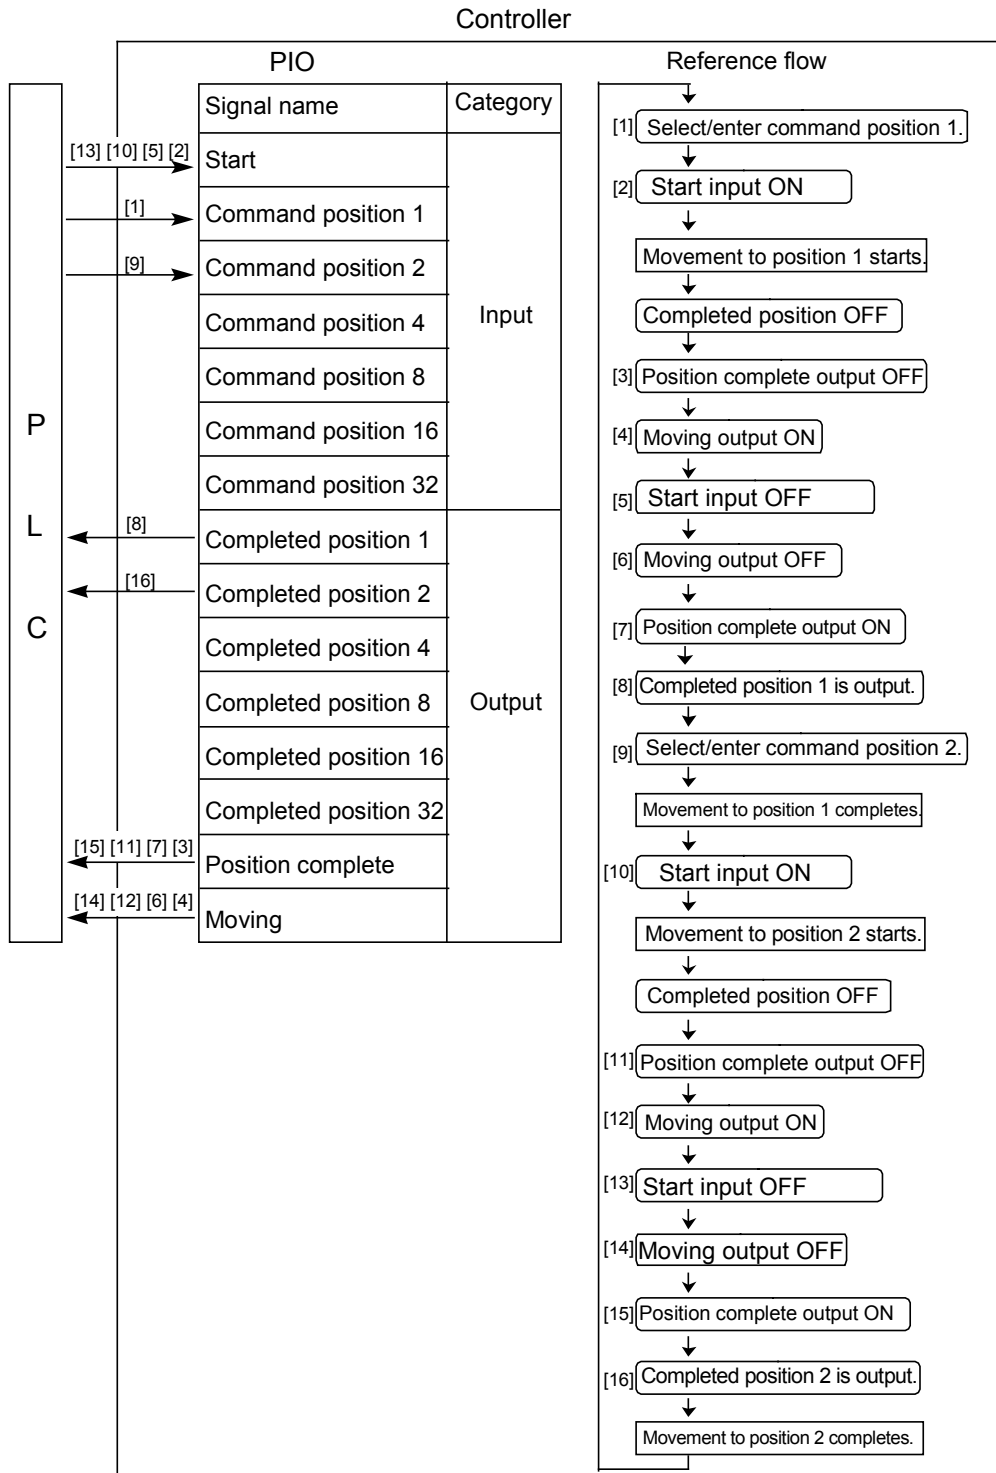 Controller
PIO
Signal name
Category
[13] [10] [5] [2]
Start
[1]
Command position 1
[9]
Command position 2
Command position 4
Input
Command position 8
Command position 16
Command position 32
P
L
C
[8]
Completed position 1
[16]
Completed position 2
Completed position 4
Completed position 8
Output
Completed position 16
Completed position 32
[15] [11] [7] [3]
Position complete
[14] [12] [6] [4]
Moving
Reference flow
[1] Select/enter command position 1.
[2] Start input ON
Movement to position 1 starts.
Completed position OFF
[3] Position complete output OFF
[4] Moving output ON
[5] Start input OFF
[6] Moving output OFF
[7] Position complete output ON
[8] Completed position 1 is output.
[9] Select/enter command position 2.
Movement to position 1 completes.
[10] Start input ON
Movement to position 2 starts.
Completed position OFF
[11] Position complete output OFF
[12] Moving output ON
[13] Start input OFF
[14] Moving output OFF
[15] Position complete output ON
[16] Completed position 2 is output.
Movement to position 2 completes.